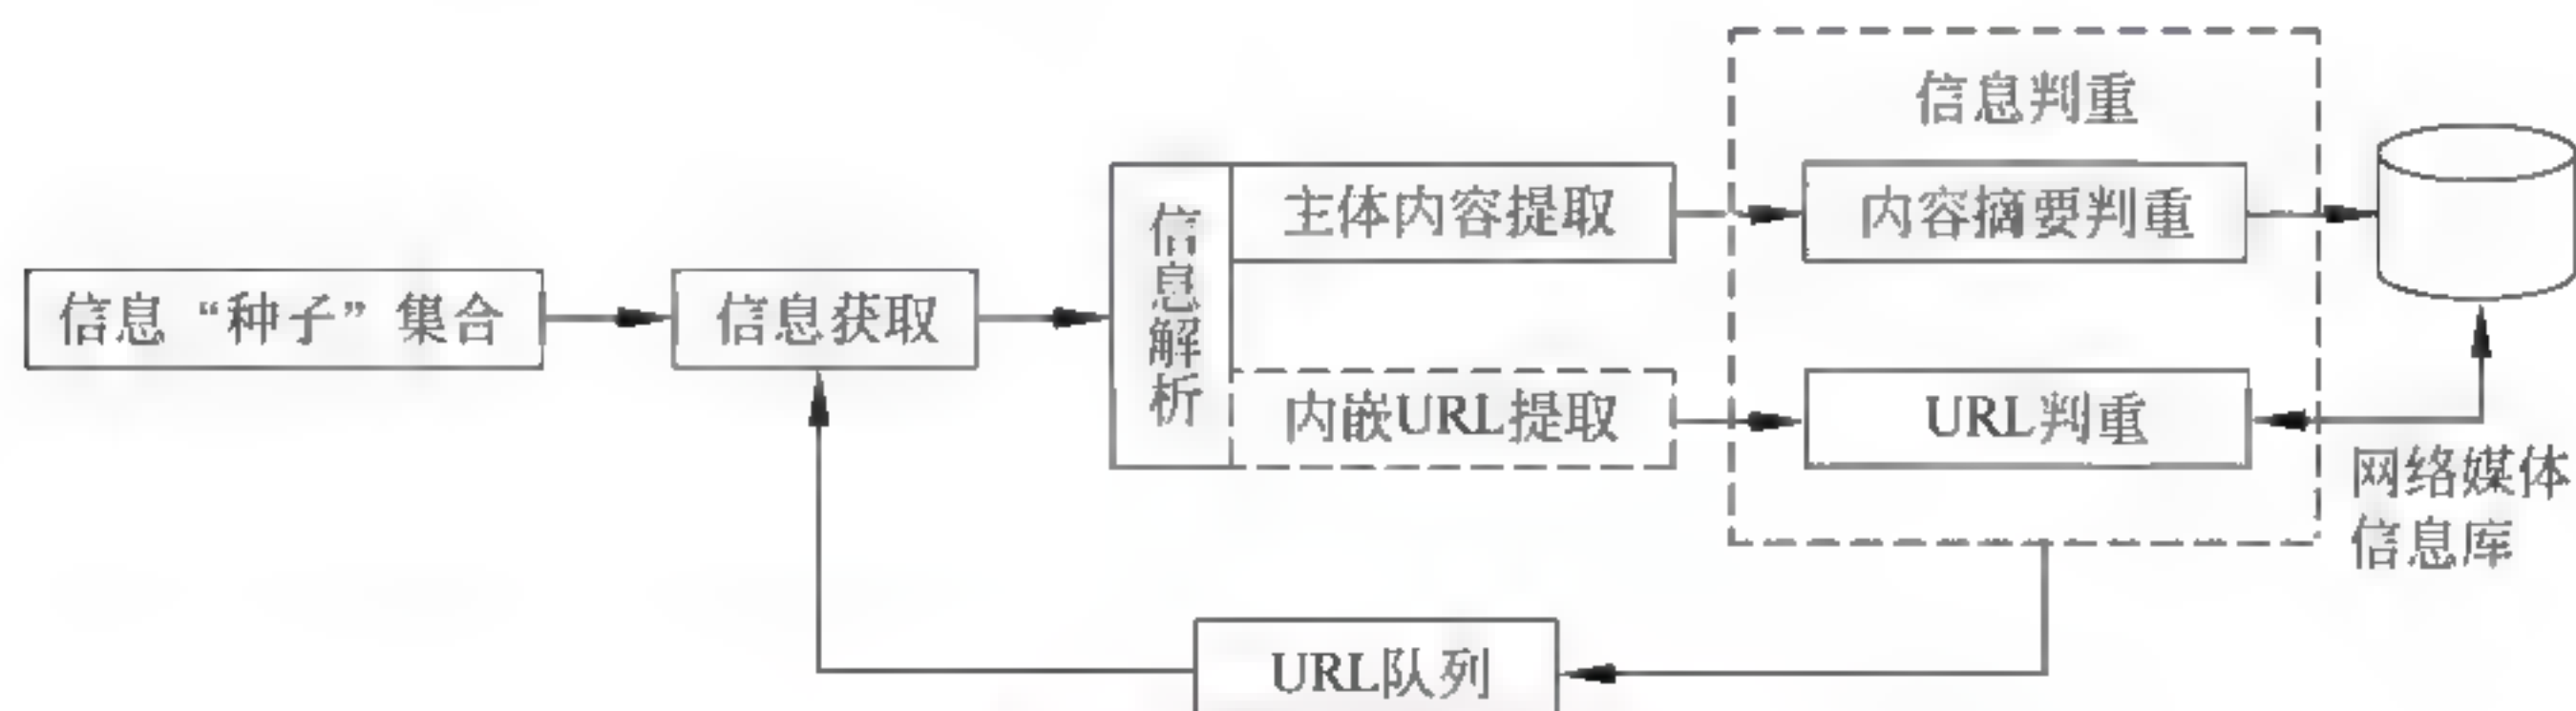 信息判重
主体内容提取
内容摘要判重
信息“种子”集合
信息获取
信息解析
内嵌URL提取
URL判重
网络媒体
信息库
URL队列